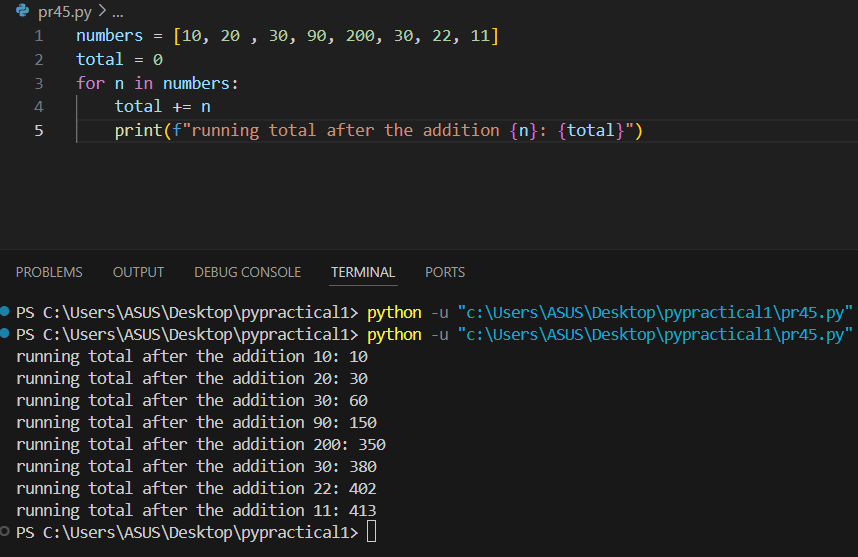 pr45.py > ...
1 numbers = [10, 20 , 30, 90, 200, 30, 22, 11]
2 total = 0
3 for n in numbers:
4     total += n
5     print(f"running total after the addition {n}: {total}")
PROBLEMS OUTPUT DEBUG CONSOLE TERMINAL PORTS
PS C:\Users\ASUS\Desktop\pypractical1> python -u "c:\Users\ASUS\Desktop\pypractical1\pr45.py"
PS C:\Users\ASUS\Desktop\pypractical1> python -u "c:\Users\ASUS\Desktop\pypractical1\pr45.py"
running total after the addition 10: 10
running total after the addition 20: 30
running total after the addition 30: 60
running total after the addition 90: 150
running total after the addition 200: 350
running total after the addition 30: 380
running total after the addition 22: 402
running total after the addition 11: 413
PS C:\Users\ASUS\Desktop\pypractical1>